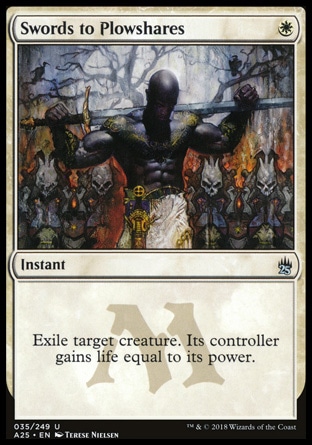 Swords to Plowshares
Instant
25
Exile target creature. Its controller
gains life equal to its power.
035/249 U
A25 • EN Terese Nielsen
™ & © 2018 Wizards of the Coast